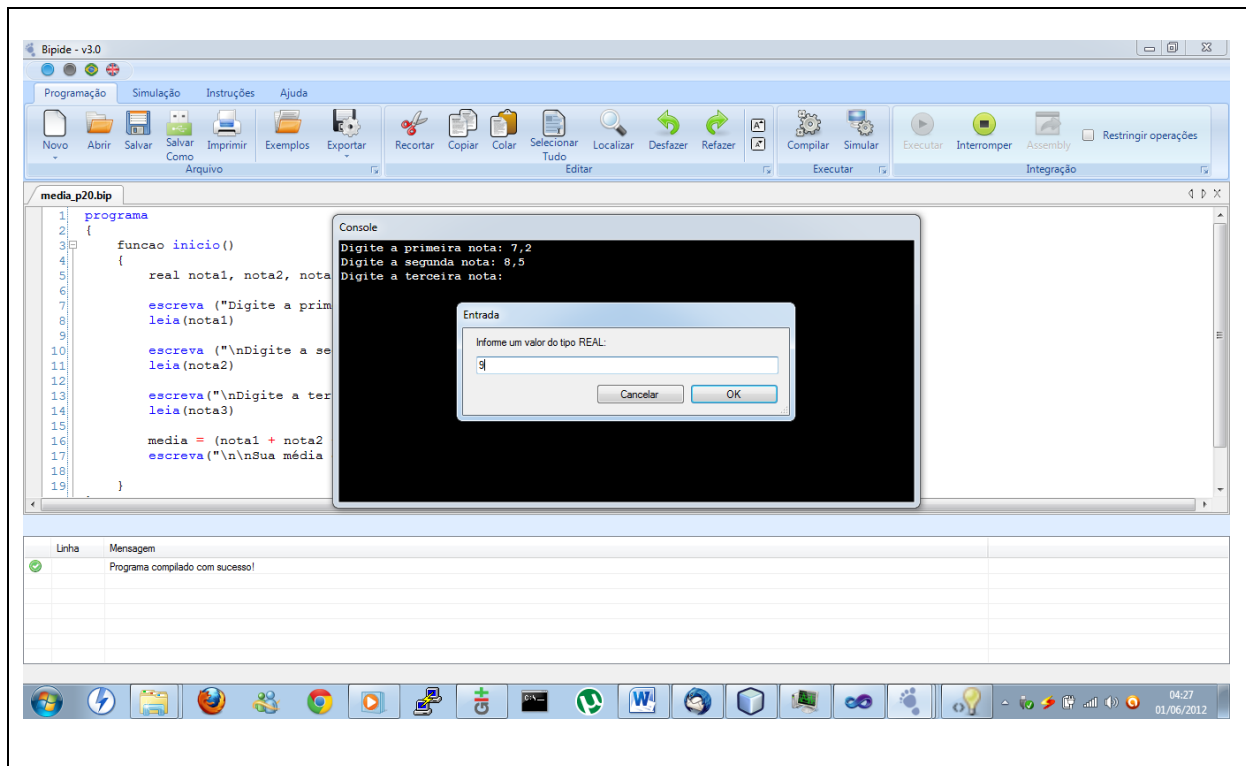 Bipide - v3.0
Programação Simulação Instruções Ajuda
Novo Abrir Salvar Salvar Como Imprimir Exemplos Exportar Recortar Copiar Colar Selecionar Tudo Localizar Desfazer Refazer Compilar Simular Executar Interromper Assembly Restringir operações
Arquivo Editar Executar Integração
media_p20.bip
1 programa
2 {
3 funcao inicio()
4 {
5 real nota1, nota2, nota
6
7 escreva ("Digite a prim
8 leia(nota1)
9
10 escreva ("\nDigite a se
11 leia(nota2)
12
13 escreva("\nDigite a ter
14 leia(nota3)
15
16 media = (nota1 + nota2
17 escreva("\n\nSua média
18
19 }
Console
Digite a primeira nota: 7,2
Digite a segunda nota: 8,5
Digite a terceira nota:
Entrada
Informe um valor do tipo REAL:
9
Cancelar OK
Linha Mensagem
Programa compilado com sucesso!
git
04:27
01/06/2012